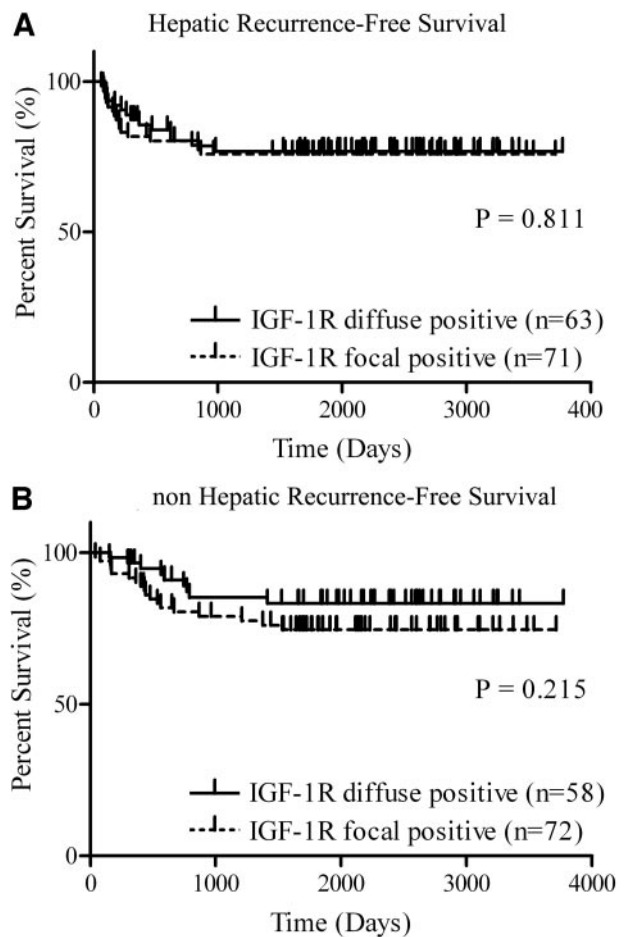 A
Hepatic Recurrence-Free Survival
Percent Survival (%)
100
50
0
P = 0.811
IGF-1R diffuse positive (n=63)
IGF-1R focal positive (n=71)
0 1000 2000 3000 400
Time (Days)
B
non Hepatic Recurrence-Free Survival
Percent Survival (%)
100
50
0
P = 0.215
IGF-1R diffuse positive (n=58)
IGF-1R focal positive (n=72)
0 1000 2000 3000 4000
Time (Days)